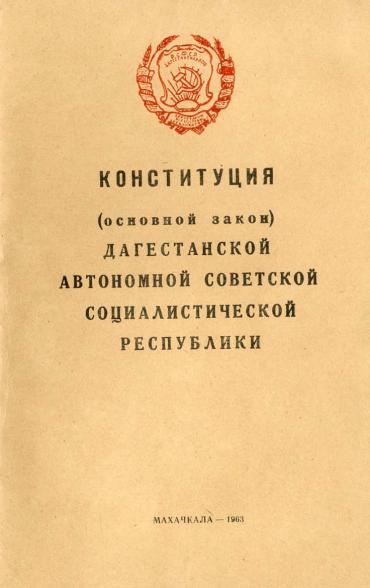 КОНСТИТУЦИЯ
(основной закон)
ДАГЕСТАНСКОЙ
АВТОНОМНОЙ СОВЕТСКОЙ
СОЦИАЛИСТИЧЕСКОЙ
РЕСПУБЛИКИ
МАХАЧКАЛА — 1963